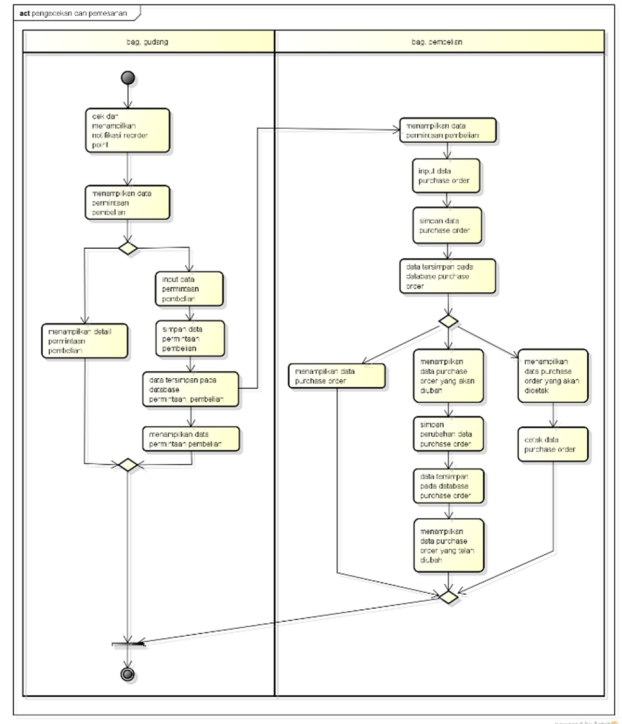 act pengecekan dan pemesanan
bag. gudang
bag. pembelian
cek dan
menampilkan
notifikasi reorder
point
menampilkan data
permintaan
pembelian
input data
permintaan
pembelian
menampilkan detail
permintaan
pembelian
simpan data
permintaan
pembelian
data tersimpan pada
database
permintaan pembelian
menampilkan data
permintaan pembelian
menampilkan data
permintaan pembelian
input data
purchase order
simpan data
purchase order
data tersimpan pada
database purchase
order
menampilkan data
purchase order
menampilkan
data purchase
order yang akan
diubah
simpan
perubahan data
purchase order
data tersimpan
pada database
purchase order
menampilkan
data purchase
order yang telah
diubah
menampilkan
data purchase
order yang akan
dicetak
cetak data
purchase order
powered by